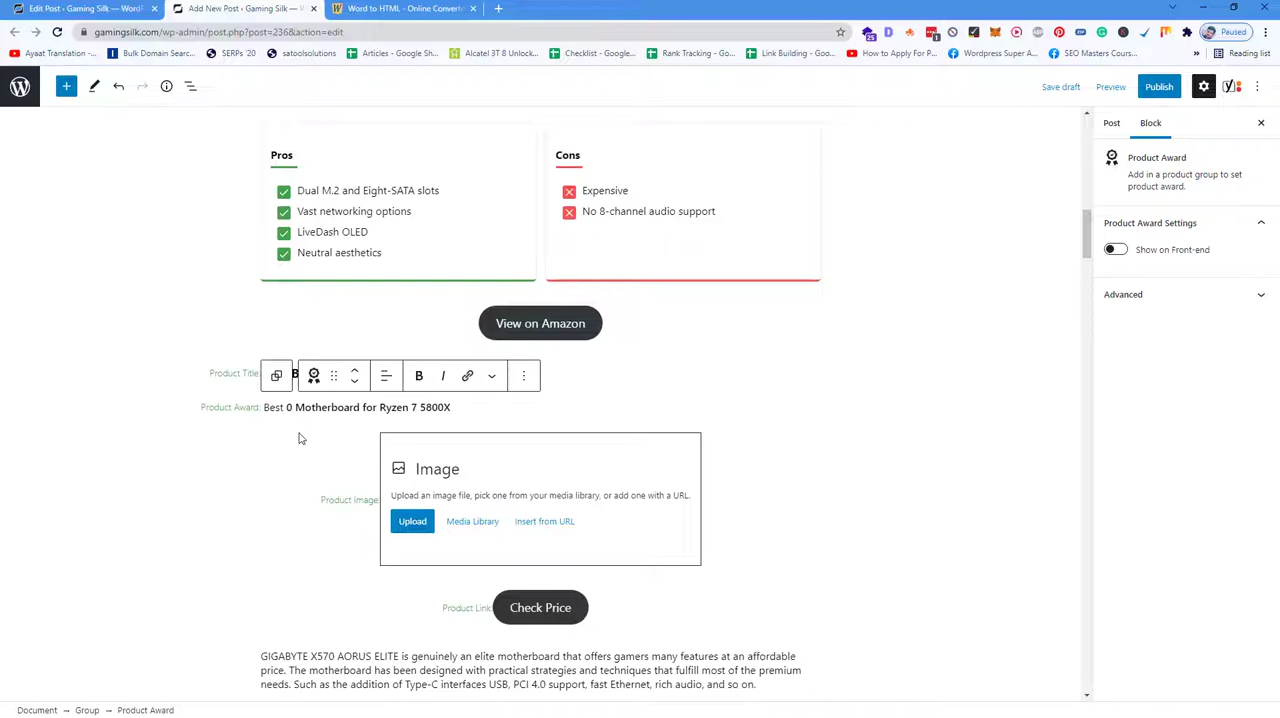 Edit Post ‹ Gaming Silk — WordP
Add New Post ‹ Gaming Silk — W
Word to HTML - Online Converte
gamingsilk.com/wp-admin/post.php?post=236&action=edit
Paused
Ayaat Translation -...
Bulk Domain Searc...
SERPs '20
satoosolutions
Articles - Google Sh...
Alcatel 3T 8 Unlock...
Checklist - Google...
Rank Tracking - Goo...
Link Building - Goo...
How to Apply For P...
Wordpress Super A...
SEO Masters Cours...
Reading list
Save draft
Preview
Publish
Post
Block
Product Award
Add in a product group to set
product award.
Product Award Settings
Show on Front-end
Advanced
Pros
Dual M.2 and Eight-SATA slots
Vast networking options
LiveDash OLED
Neutral aesthetics
Cons
Expensive
No 8-channel audio support
View on Amazon
Product Title: B
B I
Product Award: Best 0 Motherboard for Ryzen 7 5800X
Image
Upload an image file, pick one from your media library, or add one with a URL.
Product Image:
Upload
Media Library
Insert from URL
Product Link:
Check Price
GIGABYTE X570 AORUS ELITE is genuinely an elite motherboard that offers gamers many features at an affordable
price. The motherboard has been designed with practical strategies and techniques that fulfill most of the premium
needs. Such as the addition of Type-C interfaces USB, PCI 4.0 support, fast Ethernet, rich audio, and so on.
Document → Group → Product Award